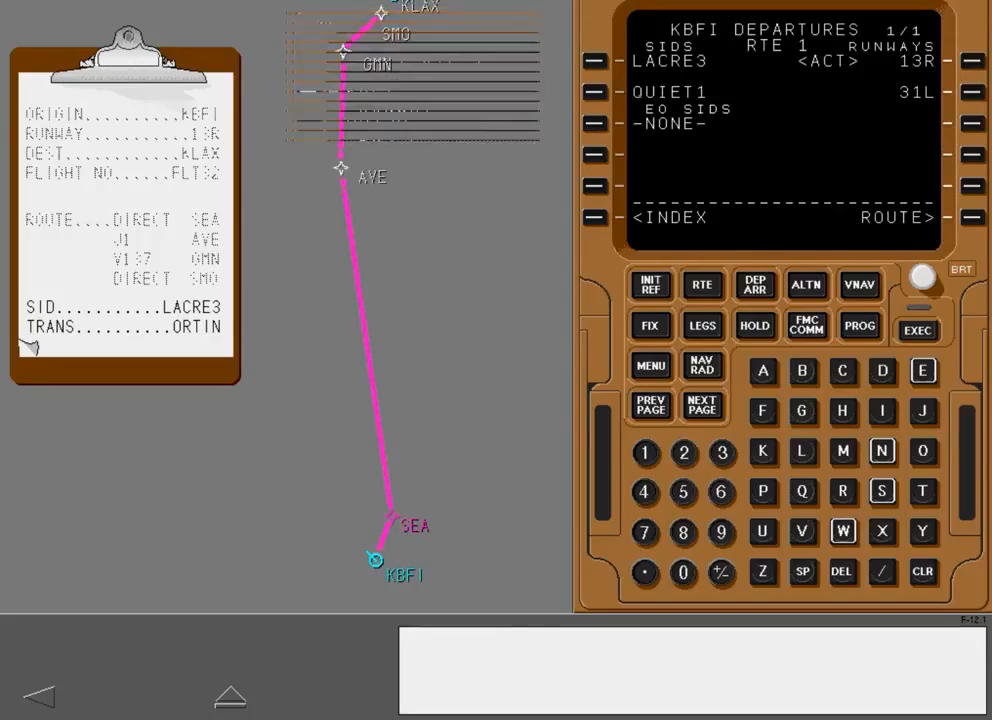 ORIGIN..........KBFI
RUNWAY...........13R
DEST............KLAX
FLIGHT NO......FLT32
ROUTE....DIRECT SEA
J1 AVE
V137 GMN
DIRECT SMO
SID...........LACRE3
TRANS..........ORTIN
KLAX
SMO
GMN
AVE
SEA
KBFI
KBFI DEPARTURES 1/1
SIDS RTE 1 RUNWAYS
LACRE3 <ACT> 13R
QUIET1 31L
EO SIDS
-NONE-
<INDEX ROUTE>
INIT REF RTE DEP ARR ALTN VNAV BRT
FIX LEGS HOLD FMC COMM PROG EXEC
MENU NAV RAD
PREV PAGE NEXT PAGE
A B C D E
F G H I J
1 2 3 K L M N O
4 5 6 P Q R S T
7 8 9 U V W X Y
. 0 +/- Z SP DEL / CLR
F-12.1